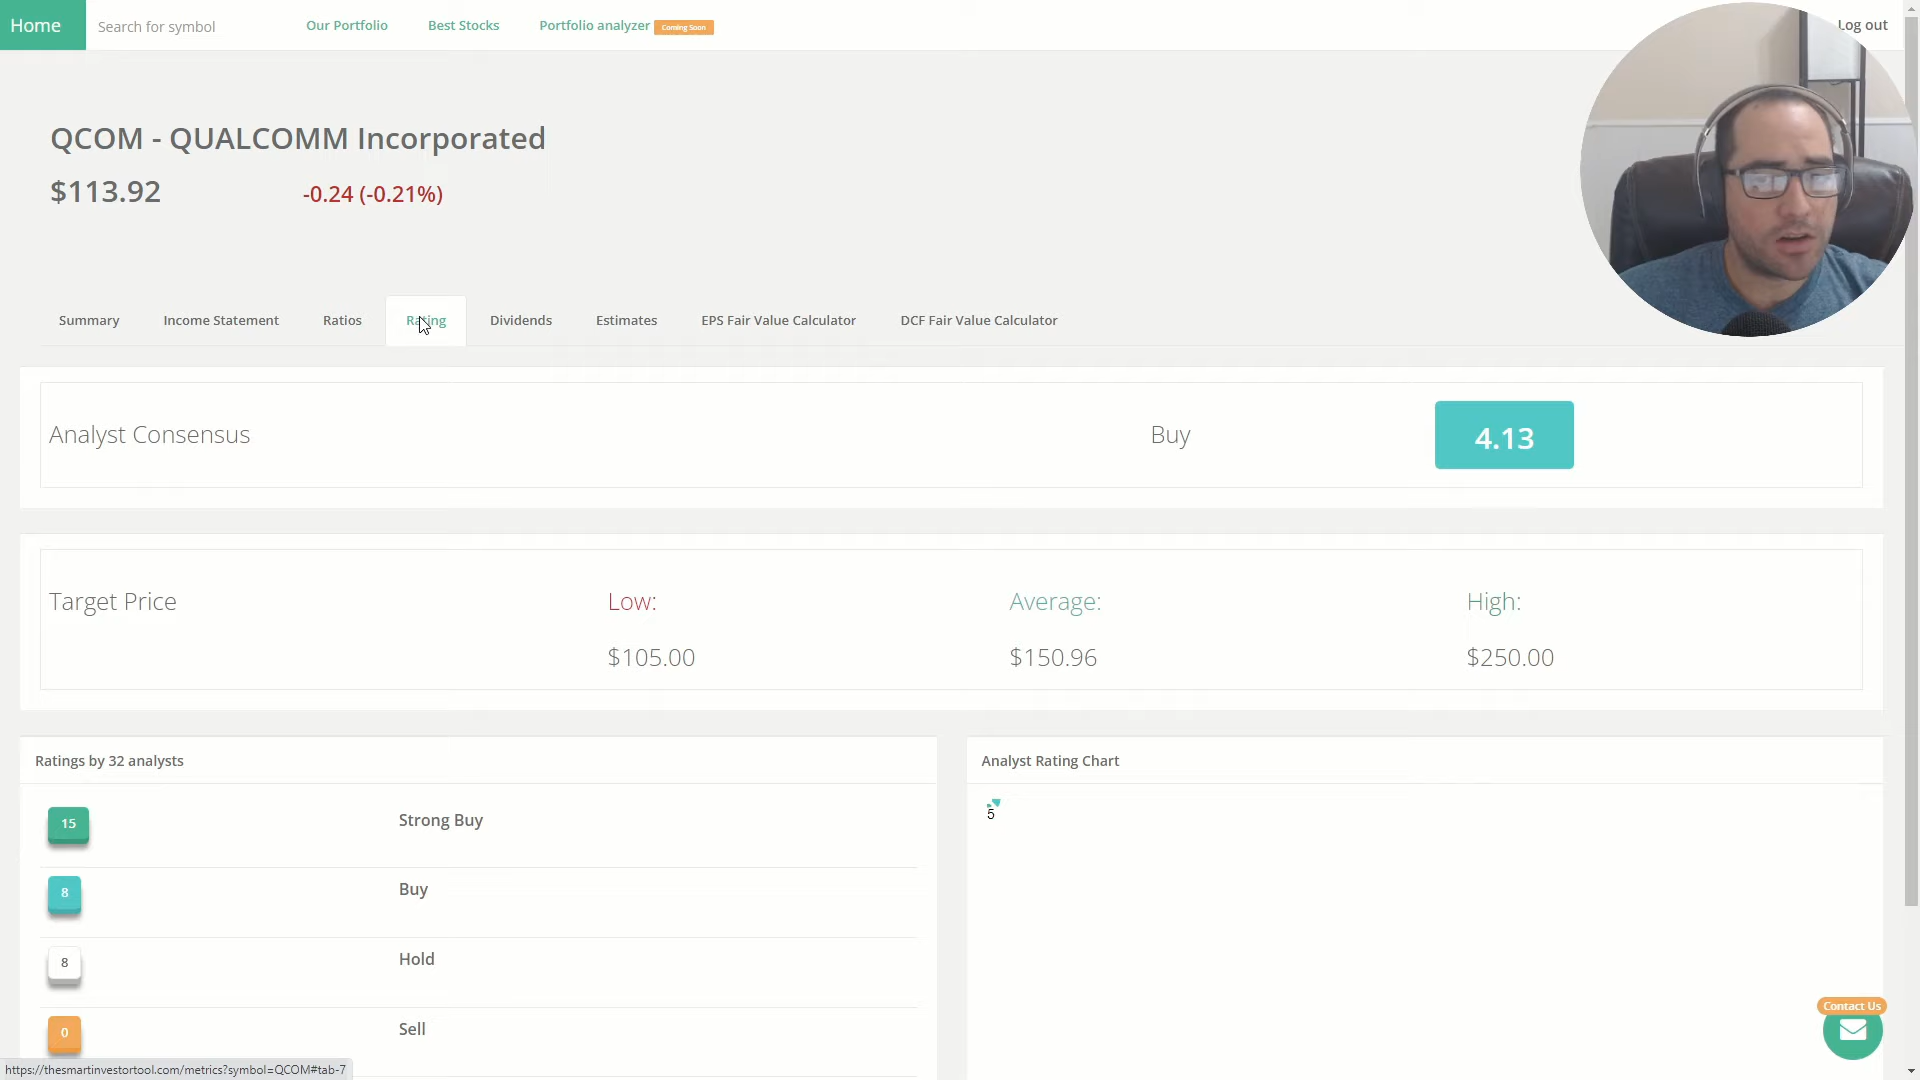 Home
Search for symbol
Our Portfolio
Best Stocks
Portfolio analyzer
Coming Soon
Log out
QCOM - QUALCOMM Incorporated
$113.92
-0.24 (-0.21%)
Summary
Income Statement
Ratios
Rating
Dividends
Estimates
EPS Fair Value Calculator
DCF Fair Value Calculator
Analyst Consensus
Buy
4.13
Target Price
Low:
Average:
High:
$105.00
$150.96
$250.00
Ratings by 32 analysts
Analyst Rating Chart
15
Strong Buy
5
8
Buy
8
Hold
0
Sell
Contact Us
https://thesmartinvestortool.com/metrics?symbol=QCOM#tab-7